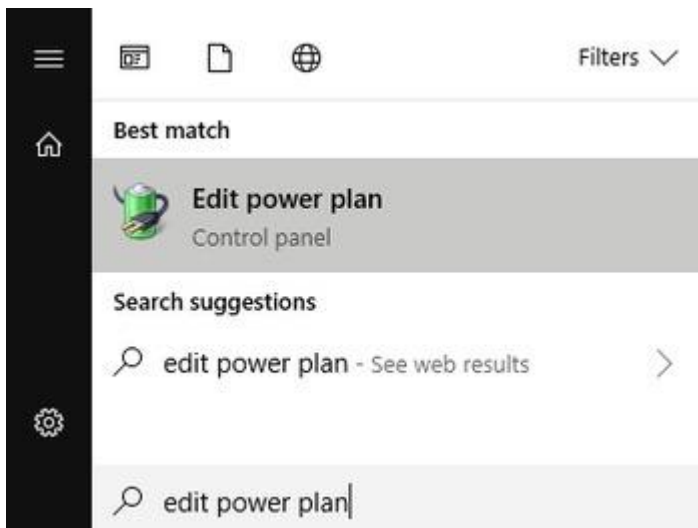 Filters
Best match
Edit power plan
Control panel
Search suggestions
edit power plan - See web results
edit power plan